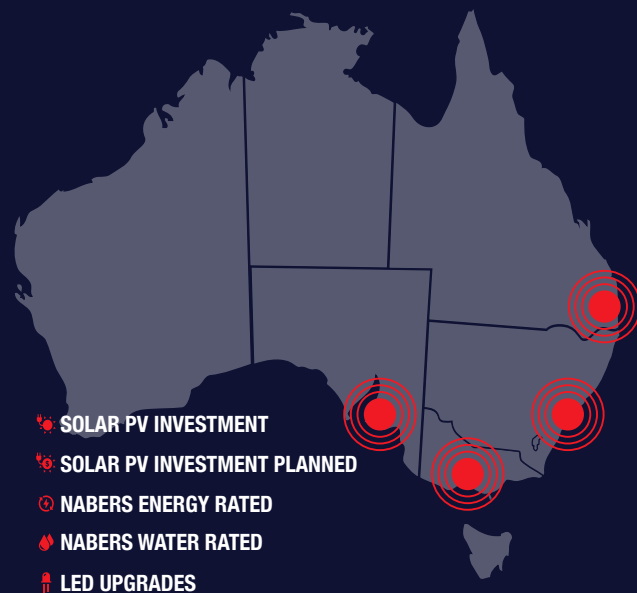 SOLAR PV INVESTMENT
SOLAR PV INVESTMENT PLANNED
NABERS ENERGY RATED
NABERS WATER RATED
LED UPGRADES